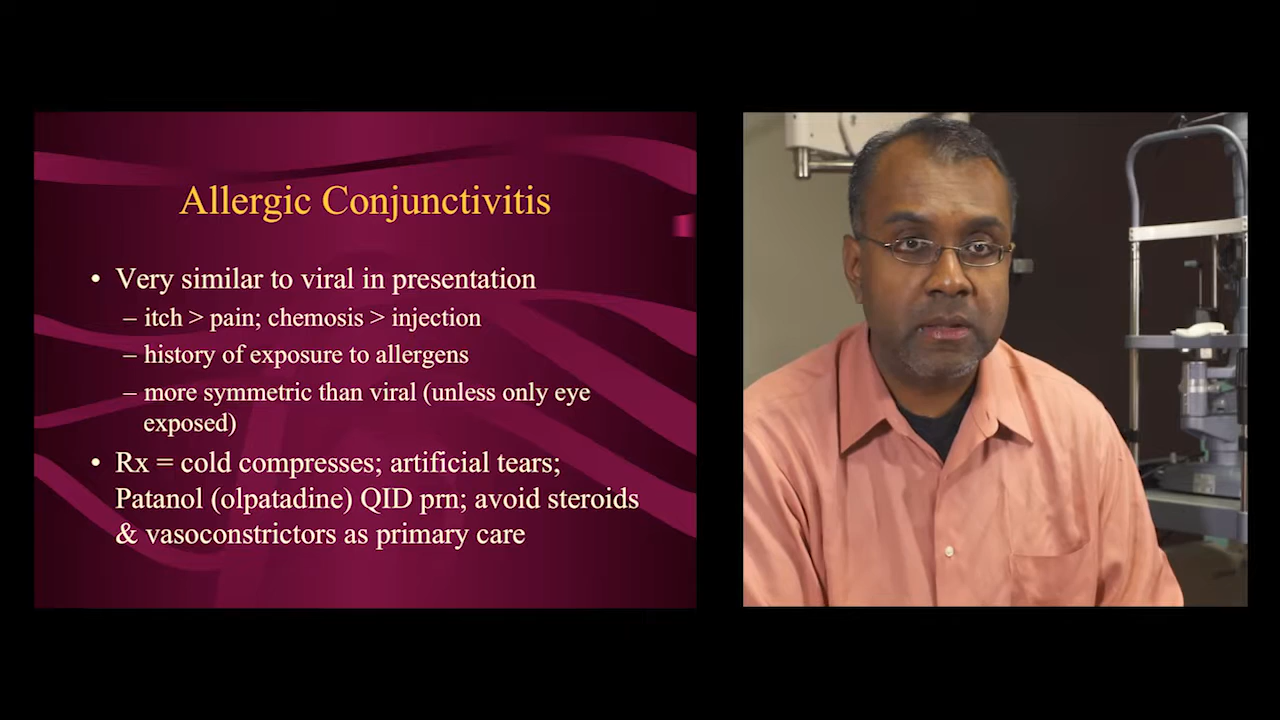 Allergic Conjunctivitis
• Very similar to viral in presentation
– itch > pain; chemosis > injection
– history of exposure to allergens
– more symmetric than viral (unless only eye
exposed)
• Rx = cold compresses; artificial tears;
Patanol (olpatadine) QID prn; avoid steroids
& vasoconstrictors as primary care